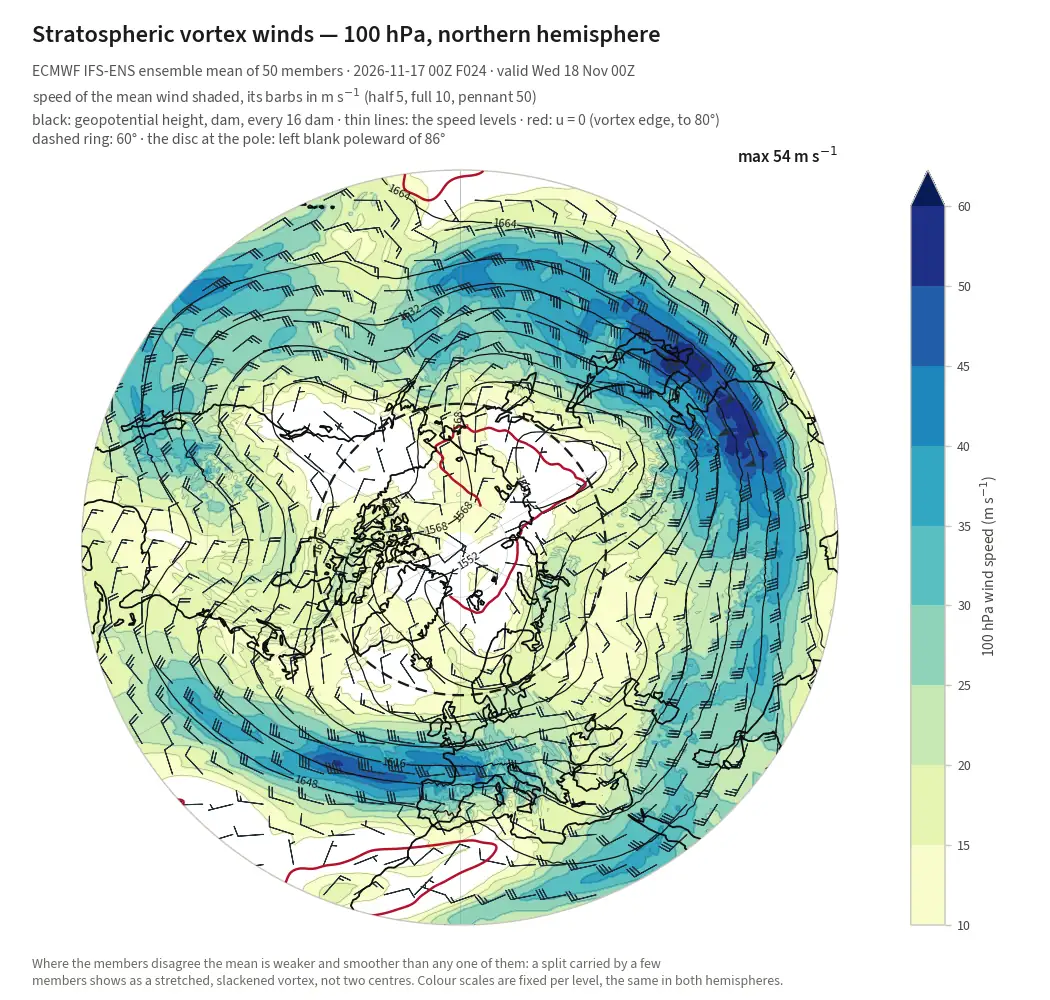 Stratospheric vortex winds — 100 hPa, northern hemisphere
ECMWF IFS-ENS ensemble mean of 50 members · 2026-11-17 00Z F024 · valid Wed 18 Nov 00Z
speed of the mean wind shaded, its barbs in m s⁻¹ (half 5, full 10, pennant 50)
black: geopotential height, dam, every 16 dam · thin lines: the speed levels · red: u = 0 (vortex edge, to 80°)
dashed ring: 60° · the disc at the pole: left blank poleward of 86°
max 54 m s⁻¹
1664
1664
1632
1568
1568
1568
1552
1616
1648
60
50
45
40
35
30
25
20
15
10
100 hPa wind speed (m s⁻¹)
Where the members disagree the mean is weaker and smoother than any one of them: a split carried by a few
members shows as a stretched, slackened vortex, not two centres. Colour scales are fixed per level, the same in both hemispheres.